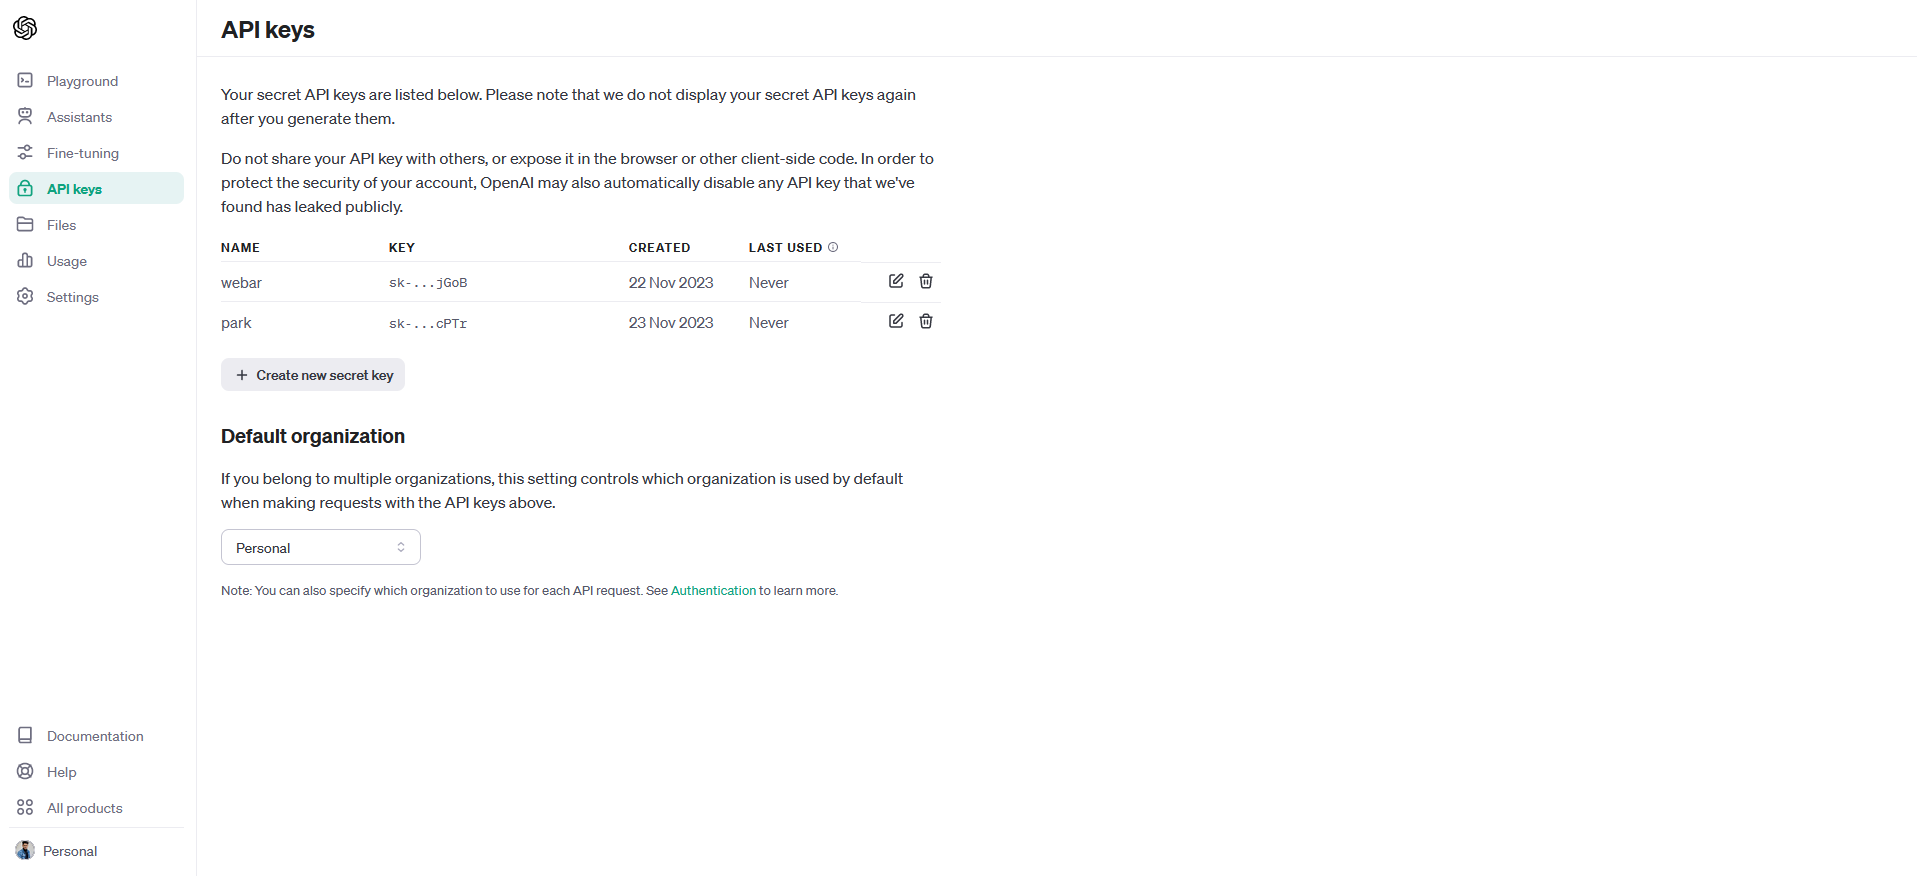 API keys
Playground
Assistants
Fine-tuning
API keys
Files
Usage
Settings
Your secret API keys are listed below. Please note that we do not display your secret API keys again
after you generate them.
Do not share your API key with others, or expose it in the browser or other client-side code. In order to
protect the security of your account, OpenAI may also automatically disable any API key that we've
found has leaked publicly.
NAME KEY CREATED LAST USED
webar sk-...jGoB 22 Nov 2023 Never
park sk-...cPTr 23 Nov 2023 Never
Create new secret key
Default organization
If you belong to multiple organizations, this setting controls which organization is used by default
when making requests with the API keys above.
Personal
Note: You can also specify which organization to use for each API request. See Authentication to learn more.
Documentation
Help
All products
Personal